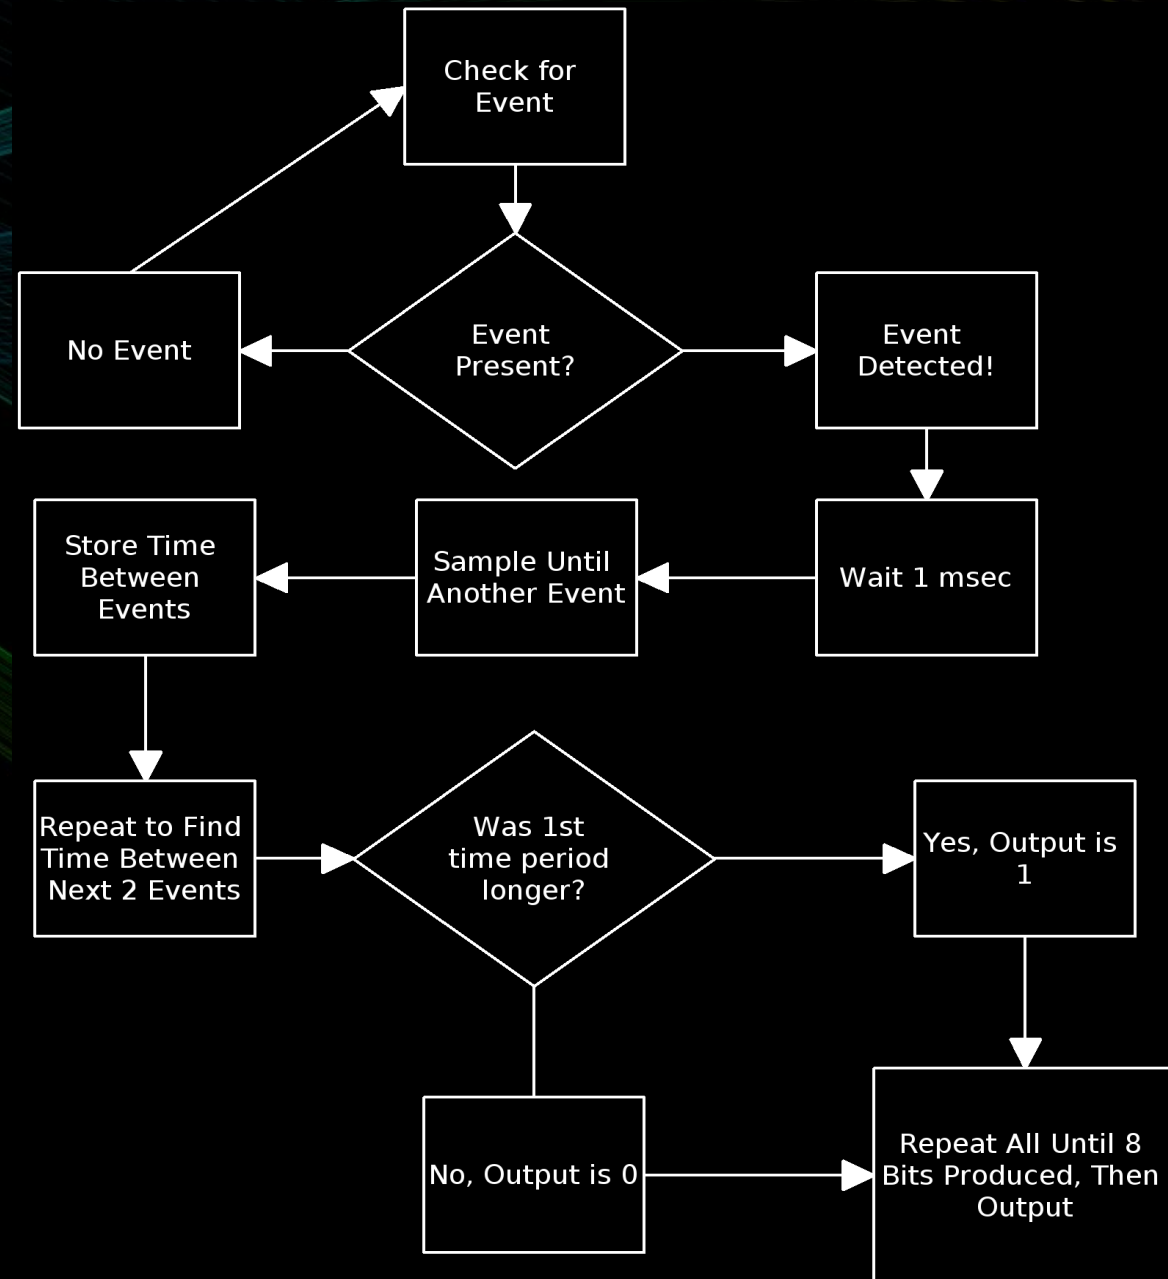 Check for
Event
Event
Present?
No Event
Event
Detected!
Wait 1 msec
Sample Until
Another Event
Store Time
Between
Events
Repeat to Find
Time Between
Next 2 Events
Was 1st
time period
longer?
Yes, Output is
1
No, Output is 0
Repeat All Until 8
Bits Produced, Then
Output